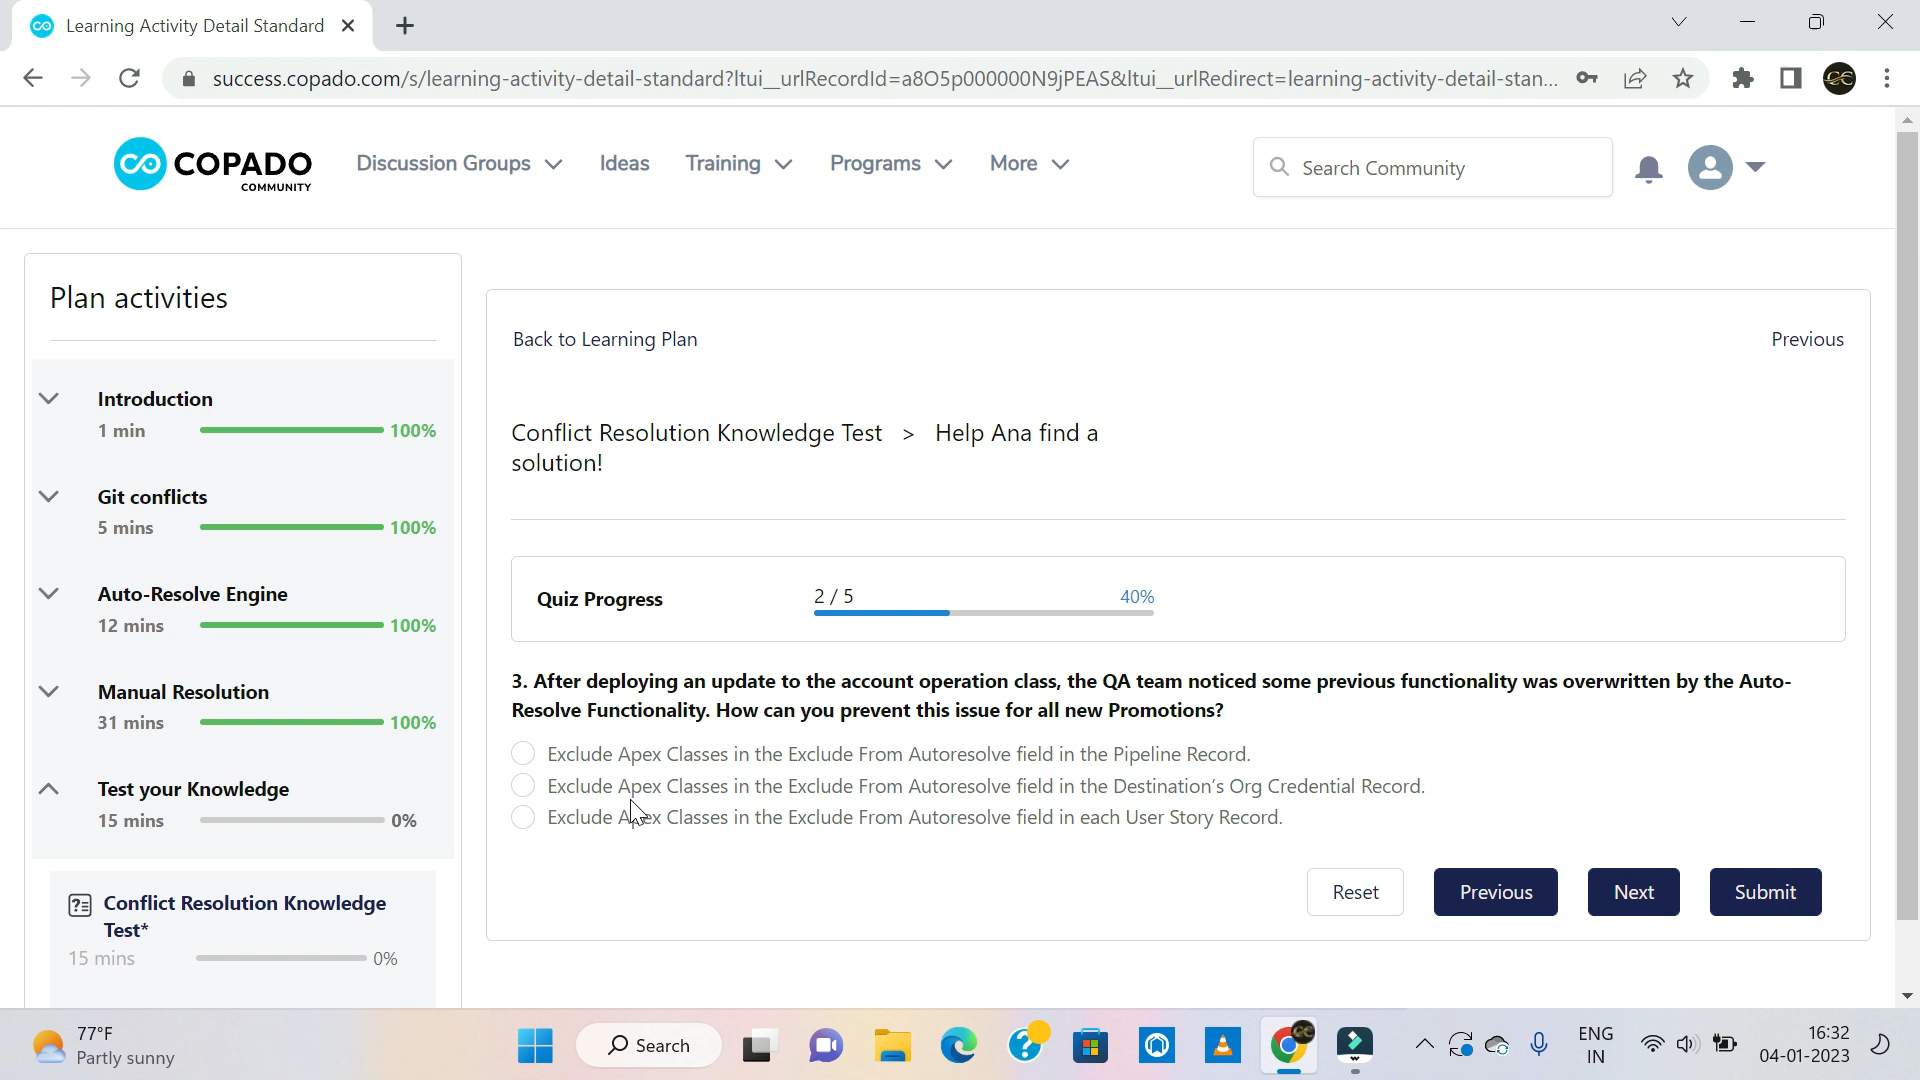 Learning Activity Detail Standard
success.copado.com/s/learning-activity-detail-standard?ltui__urlRecordId=a8O5p000000N9jPEAS&ltui__urlRedirect=learning-activity-detail-stan...
COPADO
COMMUNITY
Discussion Groups
Ideas
Training
Programs
More
Search Community
Plan activities
Introduction
1 min
100%
Git conflicts
5 mins
100%
Auto-Resolve Engine
12 mins
100%
Manual Resolution
31 mins
100%
Test your Knowledge
15 mins
0%
Conflict Resolution Knowledge
Test*
15 mins
0%
Back to Learning Plan
Previous
Conflict Resolution Knowledge Test > Help Ana find a
solution!
Quiz Progress
2 / 5
40%
3. After deploying an update to the account operation class, the QA team noticed some previous functionality was overwritten by the Auto-
Resolve Functionality. How can you prevent this issue for all new Promotions?
Exclude Apex Classes in the Exclude From Autoresolve field in the Pipeline Record.
Exclude Apex Classes in the Exclude From Autoresolve field in the Destination's Org Credential Record.
Exclude Apex Classes in the Exclude From Autoresolve field in each User Story Record.
Reset
Previous
Next
Submit
77°F
Partly sunny
Search
ENG
IN
16:32
04-01-2023